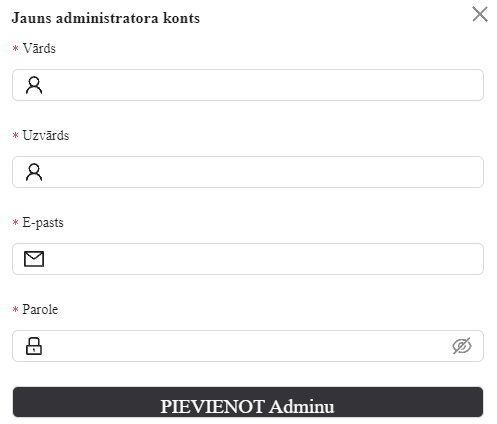 Jauns administratora konts
* Vārds
* Uzvārds
* E-pasts
* Parole
PIEVIENOT Adminu